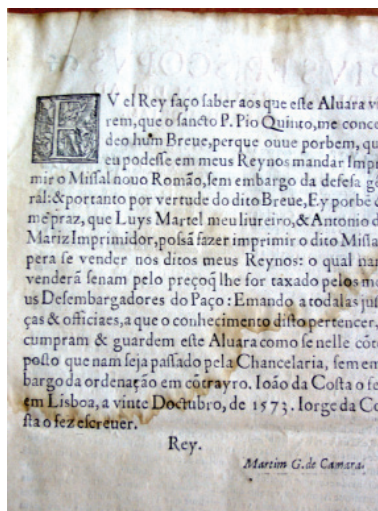 EV el Rey faço ſaber aos que eſte Aluara vi
rem, que o ſancto P. Pio Quinto, me conce
deo hum Breue, perque ouue porbem, qu
eu podeſſe em meus Reynos mandar Impri
mir o Miſſal nouo Romão, ſem embargo da defeſa ge
ral: & portanto por vertude do dito Breue, Ey porbẽ
me praz, que Luys Martel meu liureiro, & Antonio d
Mariz Imprimidor, poſſã fazer imprimir o dito Miſſa
pera ſe vender nos ditos meus Reynos: o qual nam
venderã ſenam pelo preço q̃ lhe for taxado pelos me
us Deſembargadores do Paço: E mando a todalas juſ
ças & officiaes, a que o conhecimento diſto pertencer,
cumpram & guardem eſte Aluara como ſe nelle cõtẽ
poſto que nam ſeja paſſado pela Chancelaria, ſem em
bargo da ordenação em cõtrayro. Ioão da Coſta o fe
em Lisboa, a vinte Doctubro, de 1573. Iorge da Co
ſta o fez eſcreuer.
Rey.
Martim G. de Camara.